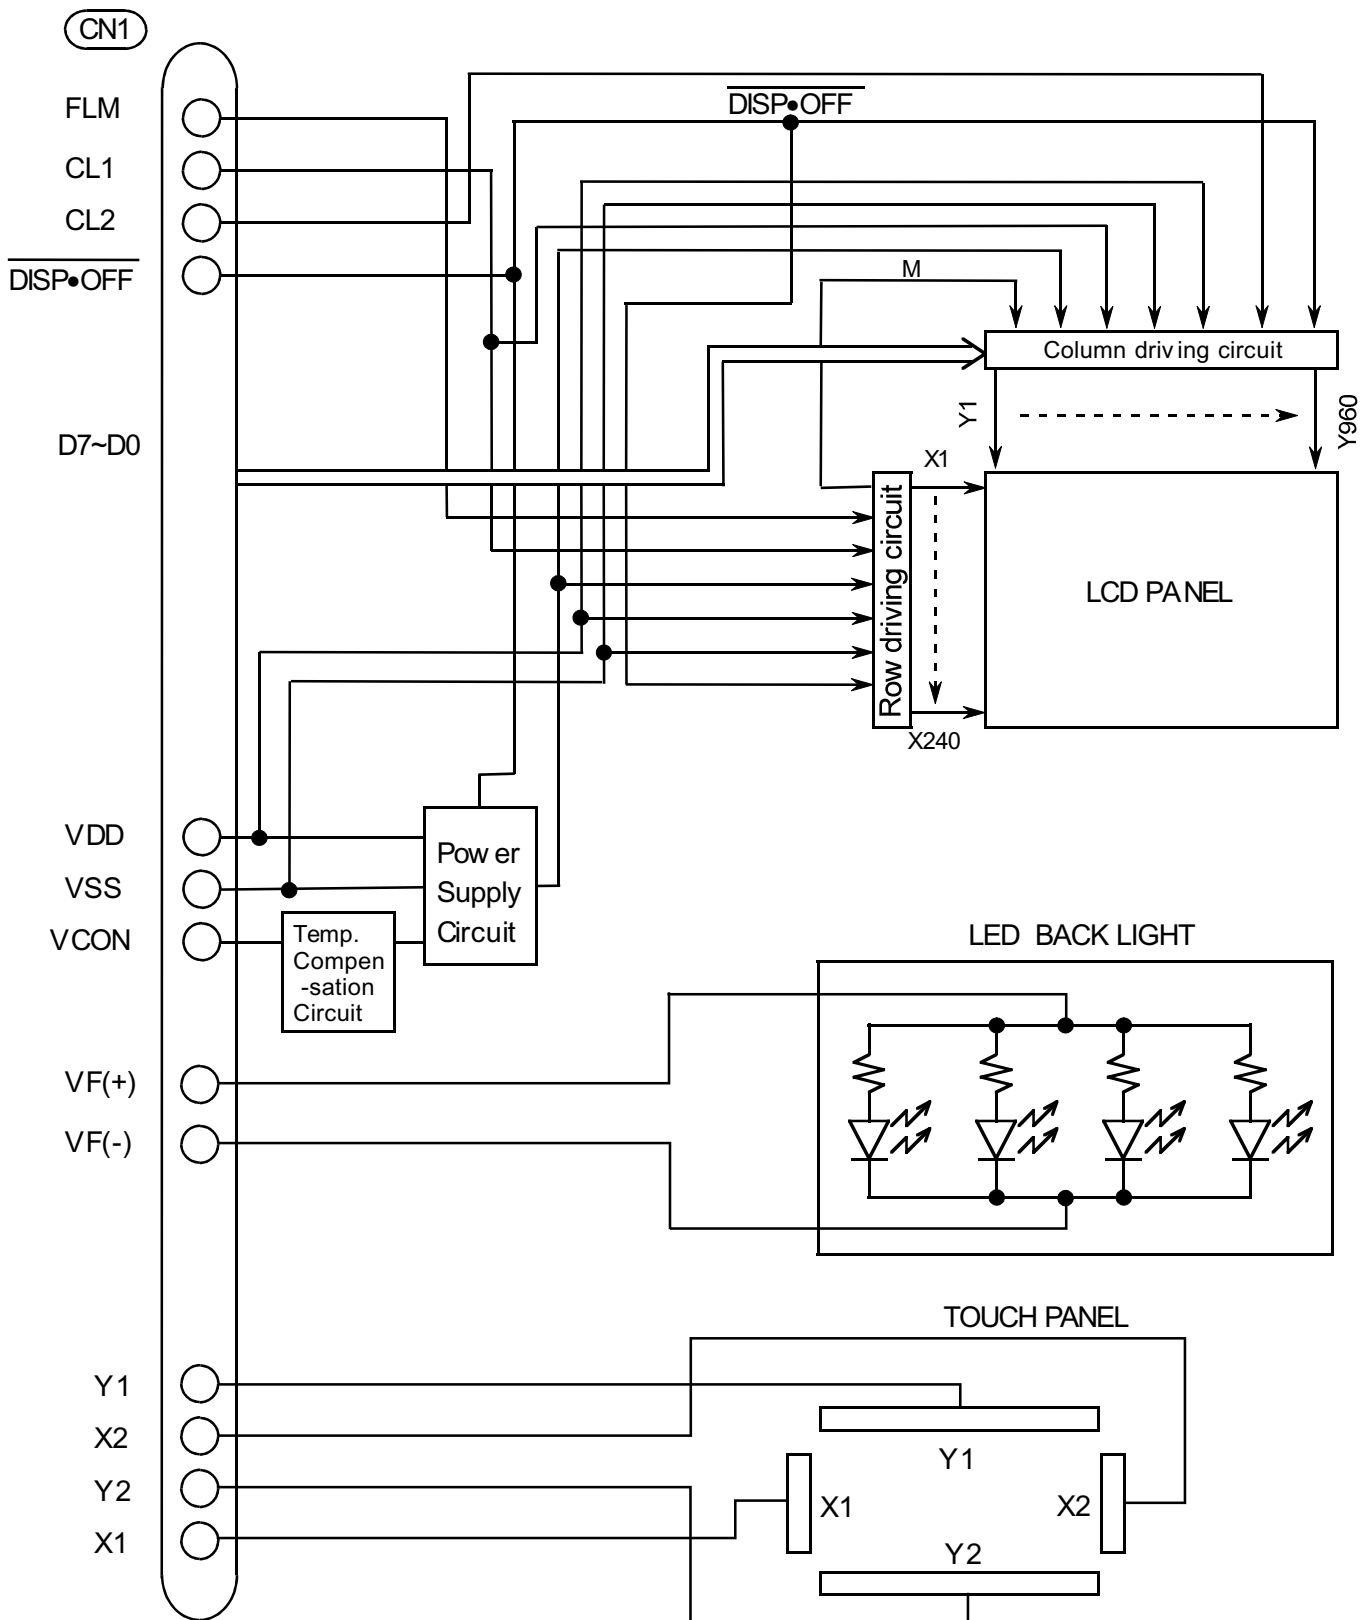 CN1
FLM
CL1
CL2
DISP•OFF
D7~D0
VDD
VSS
VCON
VF(+)
VF(-)
Y1
X2
Y2
X1
DISP•OFF
M
Column driving circuit
Y1
Y960
X1
Row driving circuit
LCD PANEL
X240
Power
Supply
Circuit
Temp.
Compen
-sation
Circuit
LED BACK LIGHT
TOUCH PANEL
Y1
X1
X2
Y2